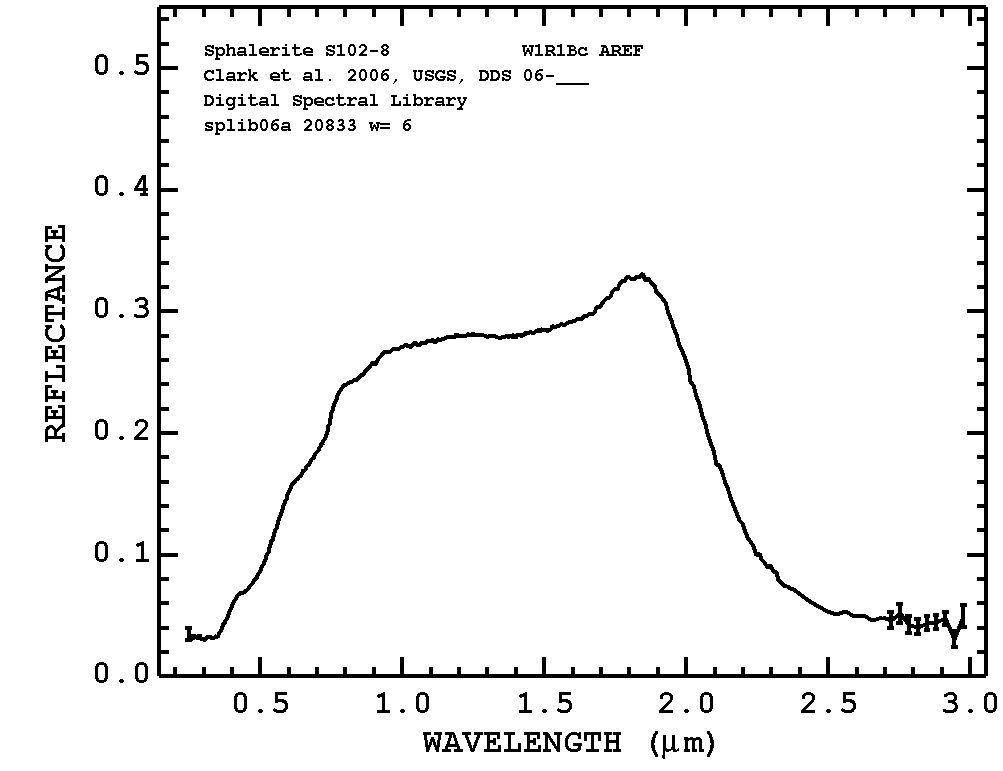 Sphalerite S102-8 W1R1Bc AREF
Clark et al. 2006, USGS, DDS 06-___
Digital Spectral Library
splib06a 20833 w= 6
REFLECTANCE
0.5
0.4
0.3
0.2
0.1
0.0
0.5 1.0 1.5 2.0 2.5 3.0
WAVELENGTH (μm)